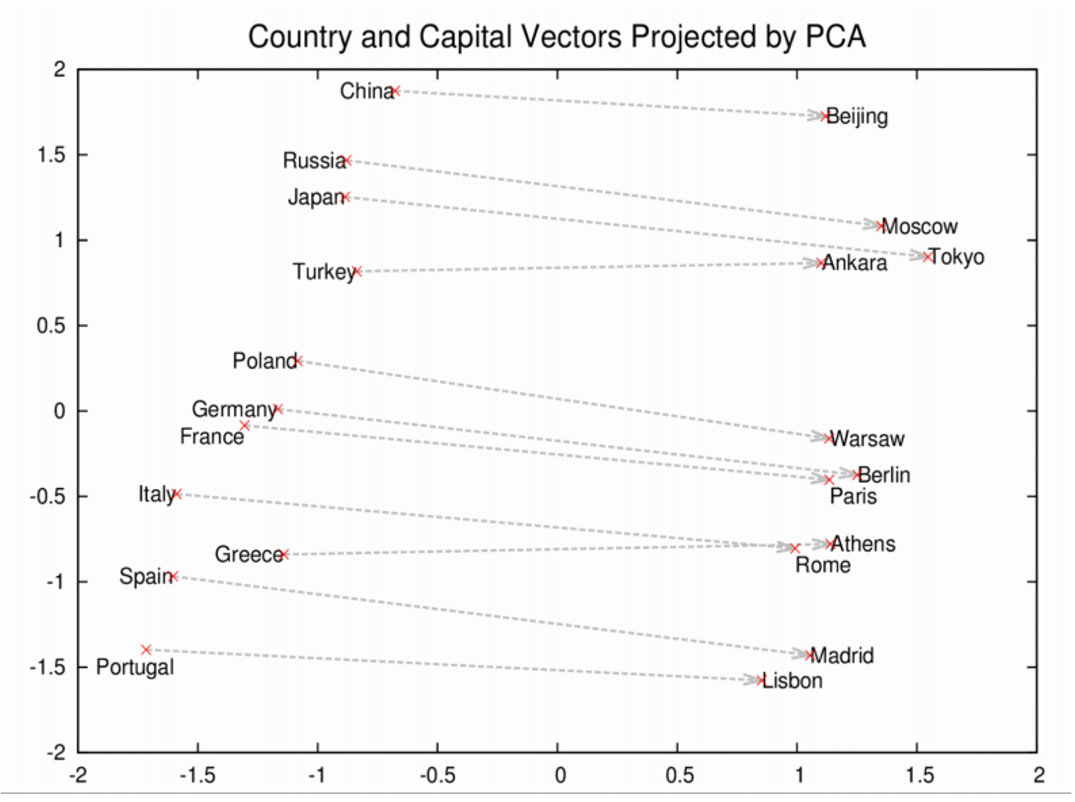 Country and Capital Vectors Projected by PCA
2
China
Beijing
1.5
Russia
Japan
Moscow
1
Tokyo
Ankara
Turkey
0.5
Poland
0
Germany
France
Warsaw
Berlin
-0.5
Italy
Paris
Athens
Greece
Rome
-1
Spain
Madrid
-1.5
Portugal
Lisbon
-2
-2 -1.5 -1 -0.5 0 0.5 1 1.5 2